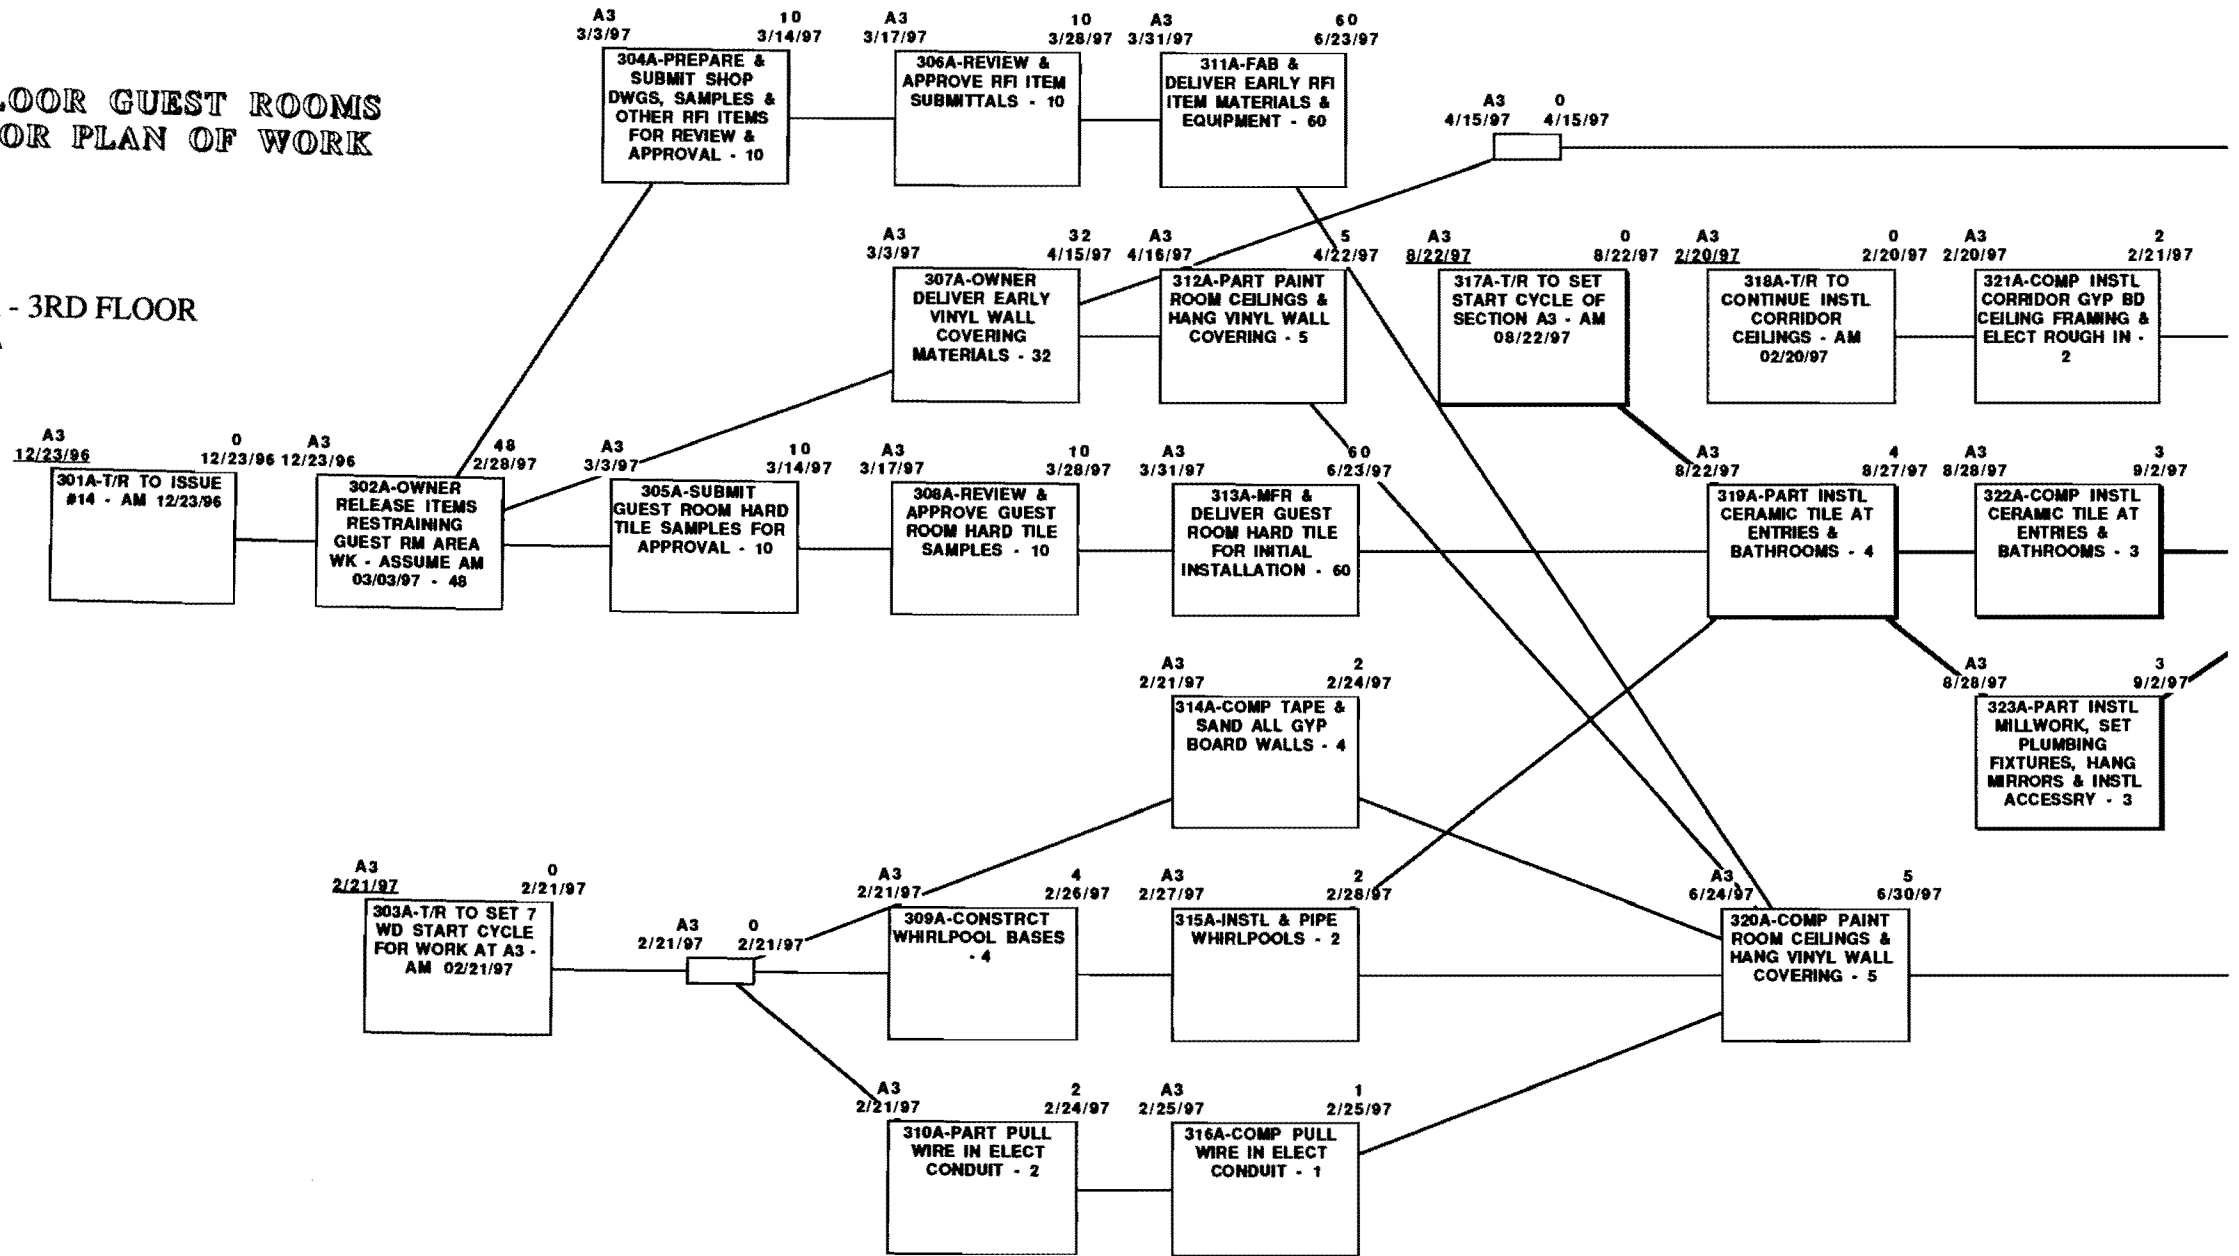 LOOR GUEST ROOMS
OR PLAN OF WORK
- 3RD FLOOR
A3 10
3/3/97 3/14/97
304A-PREPARE &
SUBMIT SHOP
DWGS, SAMPLES &
OTHER RFI ITEMS
FOR REVIEW &
APPROVAL - 10
A3 10
3/17/97 3/28/97
306A-REVIEW &
APPROVE RFI ITEM
SUBMITTALS - 10
A3 60
3/31/97 6/23/97
311A-FAB &
DELIVER EARLY RFI
ITEM MATERIALS &
EQUIPMENT - 60
A3 0
4/15/97 4/15/97
A3 32
3/3/97 4/15/97
307A-OWNER
DELIVER EARLY
VINYL WALL
COVERING
MATERIALS - 32
A3 5
4/16/97 4/22/97
312A-PART PAINT
ROOM CEILINGS &
HANG VINYL WALL
COVERING - 5
A3 0
8/22/97 8/22/97
317A-T/R TO SET
START CYCLE OF
SECTION A3 - AM
08/22/97
A3 0
2/20/97 2/20/97
318A-T/R TO
CONTINUE INSTL
CORRIDOR
CEILINGS - AM
02/20/97
A3 2
2/20/97 2/21/97
321A-COMP INSTL
CORRIDOR GYP BD
CEILING FRAMING &
ELECT ROUGH IN -
2
A3 0
12/23/96 12/23/96
301A-T/R TO ISSUE
#14 - AM 12/23/96
A3 48
12/23/96 2/28/97
302A-OWNER
RELEASE ITEMS
RESTRAINING
GUEST RM AREA
WK - ASSUME AM
03/03/97 - 48
A3 10
3/3/97 3/14/97
305A-SUBMIT
GUEST ROOM HARD
TILE SAMPLES FOR
APPROVAL - 10
A3 10
3/17/97 3/28/97
308A-REVIEW &
APPROVE GUEST
ROOM HARD TILE
SAMPLES - 10
A3 60
3/31/97 6/23/97
313A-MFR &
DELIVER GUEST
ROOM HARD TILE
FOR INITIAL
INSTALLATION - 60
A3 4
8/22/97 8/27/97
319A-PART INSTL
CERAMIC TILE AT
ENTRIES &
BATHROOMS - 4
A3 3
8/28/97 9/2/97
322A-COMP INSTL
CERAMIC TILE AT
ENTRIES &
BATHROOMS - 3
A3 2
2/21/97 2/24/97
314A-COMP TAPE &
SAND ALL GYP
BOARD WALLS - 4
A3 3
8/28/97 9/2/97
323A-PART INSTL
MILLWORK, SET
PLUMBING
FIXTURES, HANG
MIRRORS & INSTL
ACCESSRY - 3
A3 0
2/21/97 2/21/97
303A-T/R TO SET 7
WD START CYCLE
FOR WORK AT A3 -
AM 02/21/97
A3 0
2/21/97 2/21/97
A3 4
2/21/97 2/26/97
309A-CONSTRCT
WHIRLPOOL BASES
- 4
A3 2
2/27/97 2/28/97
315A-INSTL & PIPE
WHIRLPOOLS - 2
A3 5
6/24/97 6/30/97
320A-COMP PAINT
ROOM CEILINGS &
HANG VINYL WALL
COVERING - 5
A3 2
2/21/97 2/24/97
310A-PART PULL
WIRE IN ELECT
CONDUIT - 2
A3 1
2/25/97 2/25/97
316A-COMP PULL
WIRE IN ELECT
CONDUIT - 1